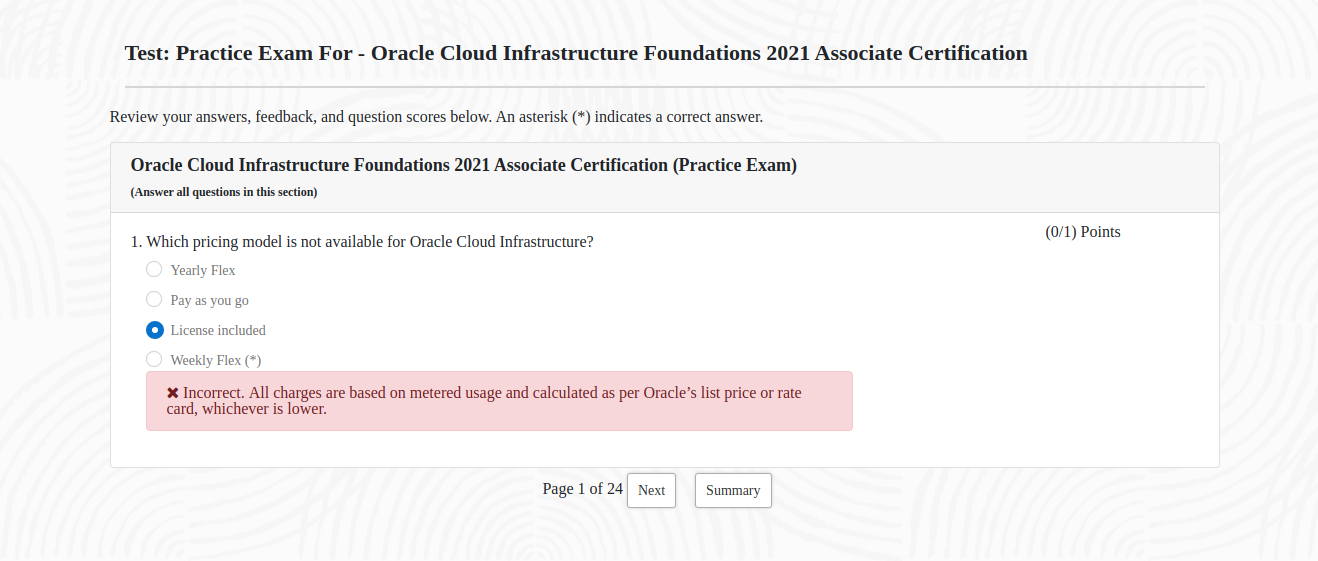 Test: Practice Exam For - Oracle Cloud Infrastructure Foundations 2021 Associate Certification
Review your answers, feedback, and question scores below. An asterisk (*) indicates a correct answer.
Oracle Cloud Infrastructure Foundations 2021 Associate Certification (Practice Exam)
(Answer all questions in this section)
1. Which pricing model is not available for Oracle Cloud Infrastructure?
(0/1) Points
Yearly Flex
Pay as you go
License included
Weekly Flex (*)
✖ Incorrect. All charges are based on metered usage and calculated as per Oracle’s list price or rate
card, whichever is lower.
Page 1 of 24 Next Summary